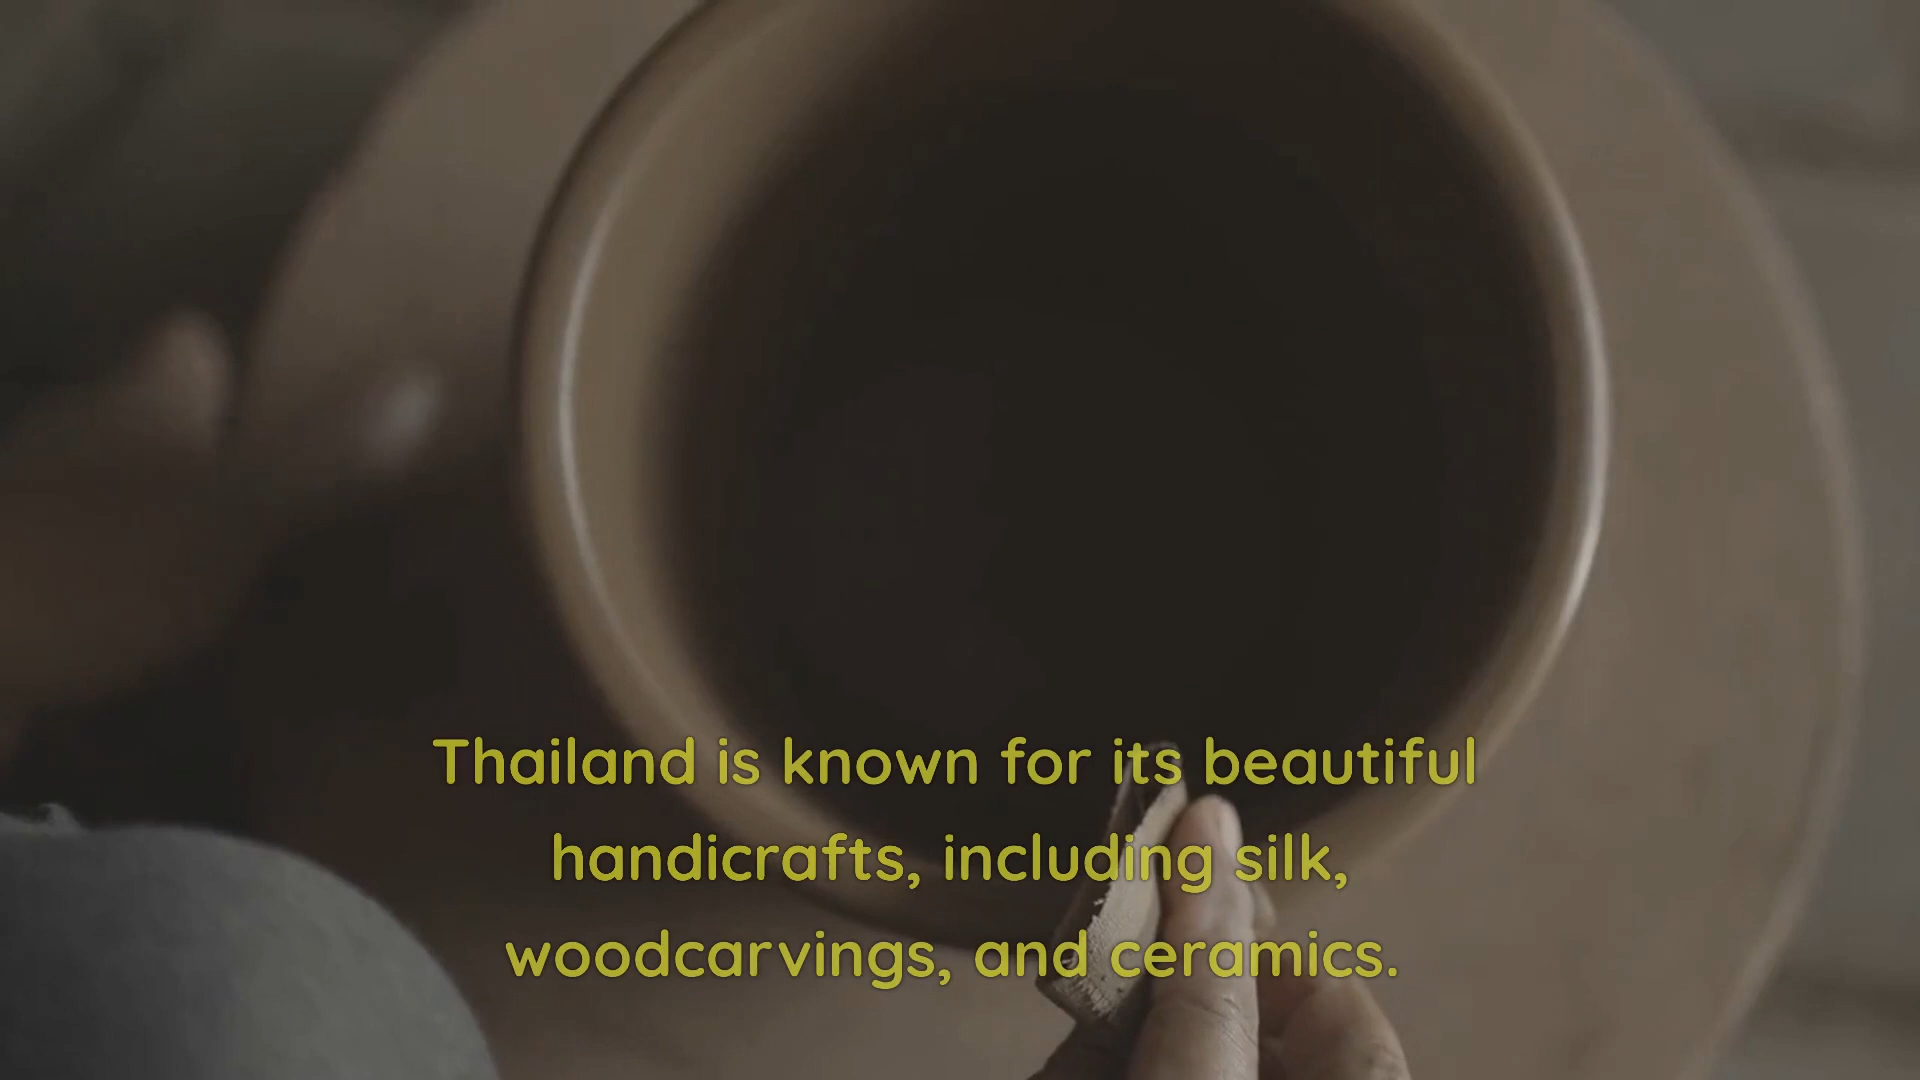 Thailand is known for its beautiful
handicrafts, including silk,
woodcarvings, and ceramics.